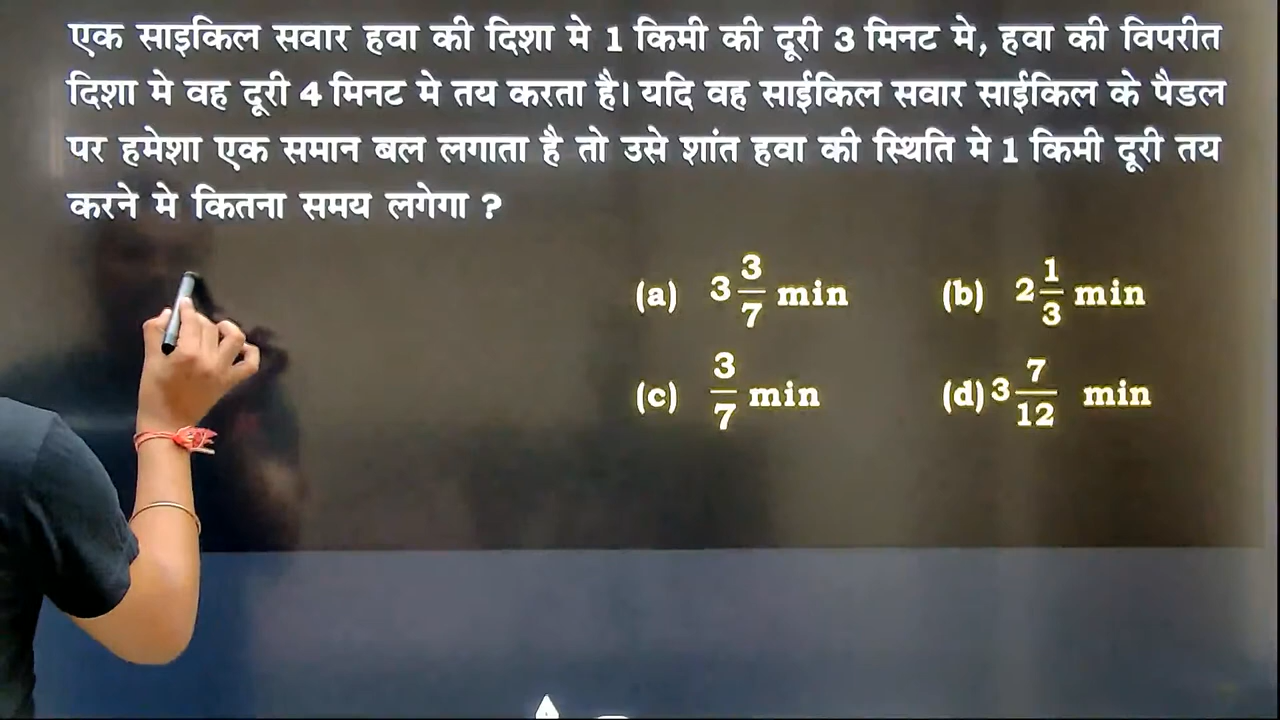 एक साइकिल सवार हवा की दिशा मे 1 किमी की दूरी 3 मिनट मे, हवा की विपरीत
दिशा मे वह दूरी 4 मिनट मे तय करता है। यदि वह साईकिल सवार साईकिल के पैडल
पर हमेशा एक समान बल लगाता है तो उसे शांत हवा की स्थिति मे 1 किमी दूरी तय
करने मे कितना समय लगेगा ?
(a) 3 3/7 min (b) 2 1/3 min
(c) 3/7 min (d) 3 7/12 min